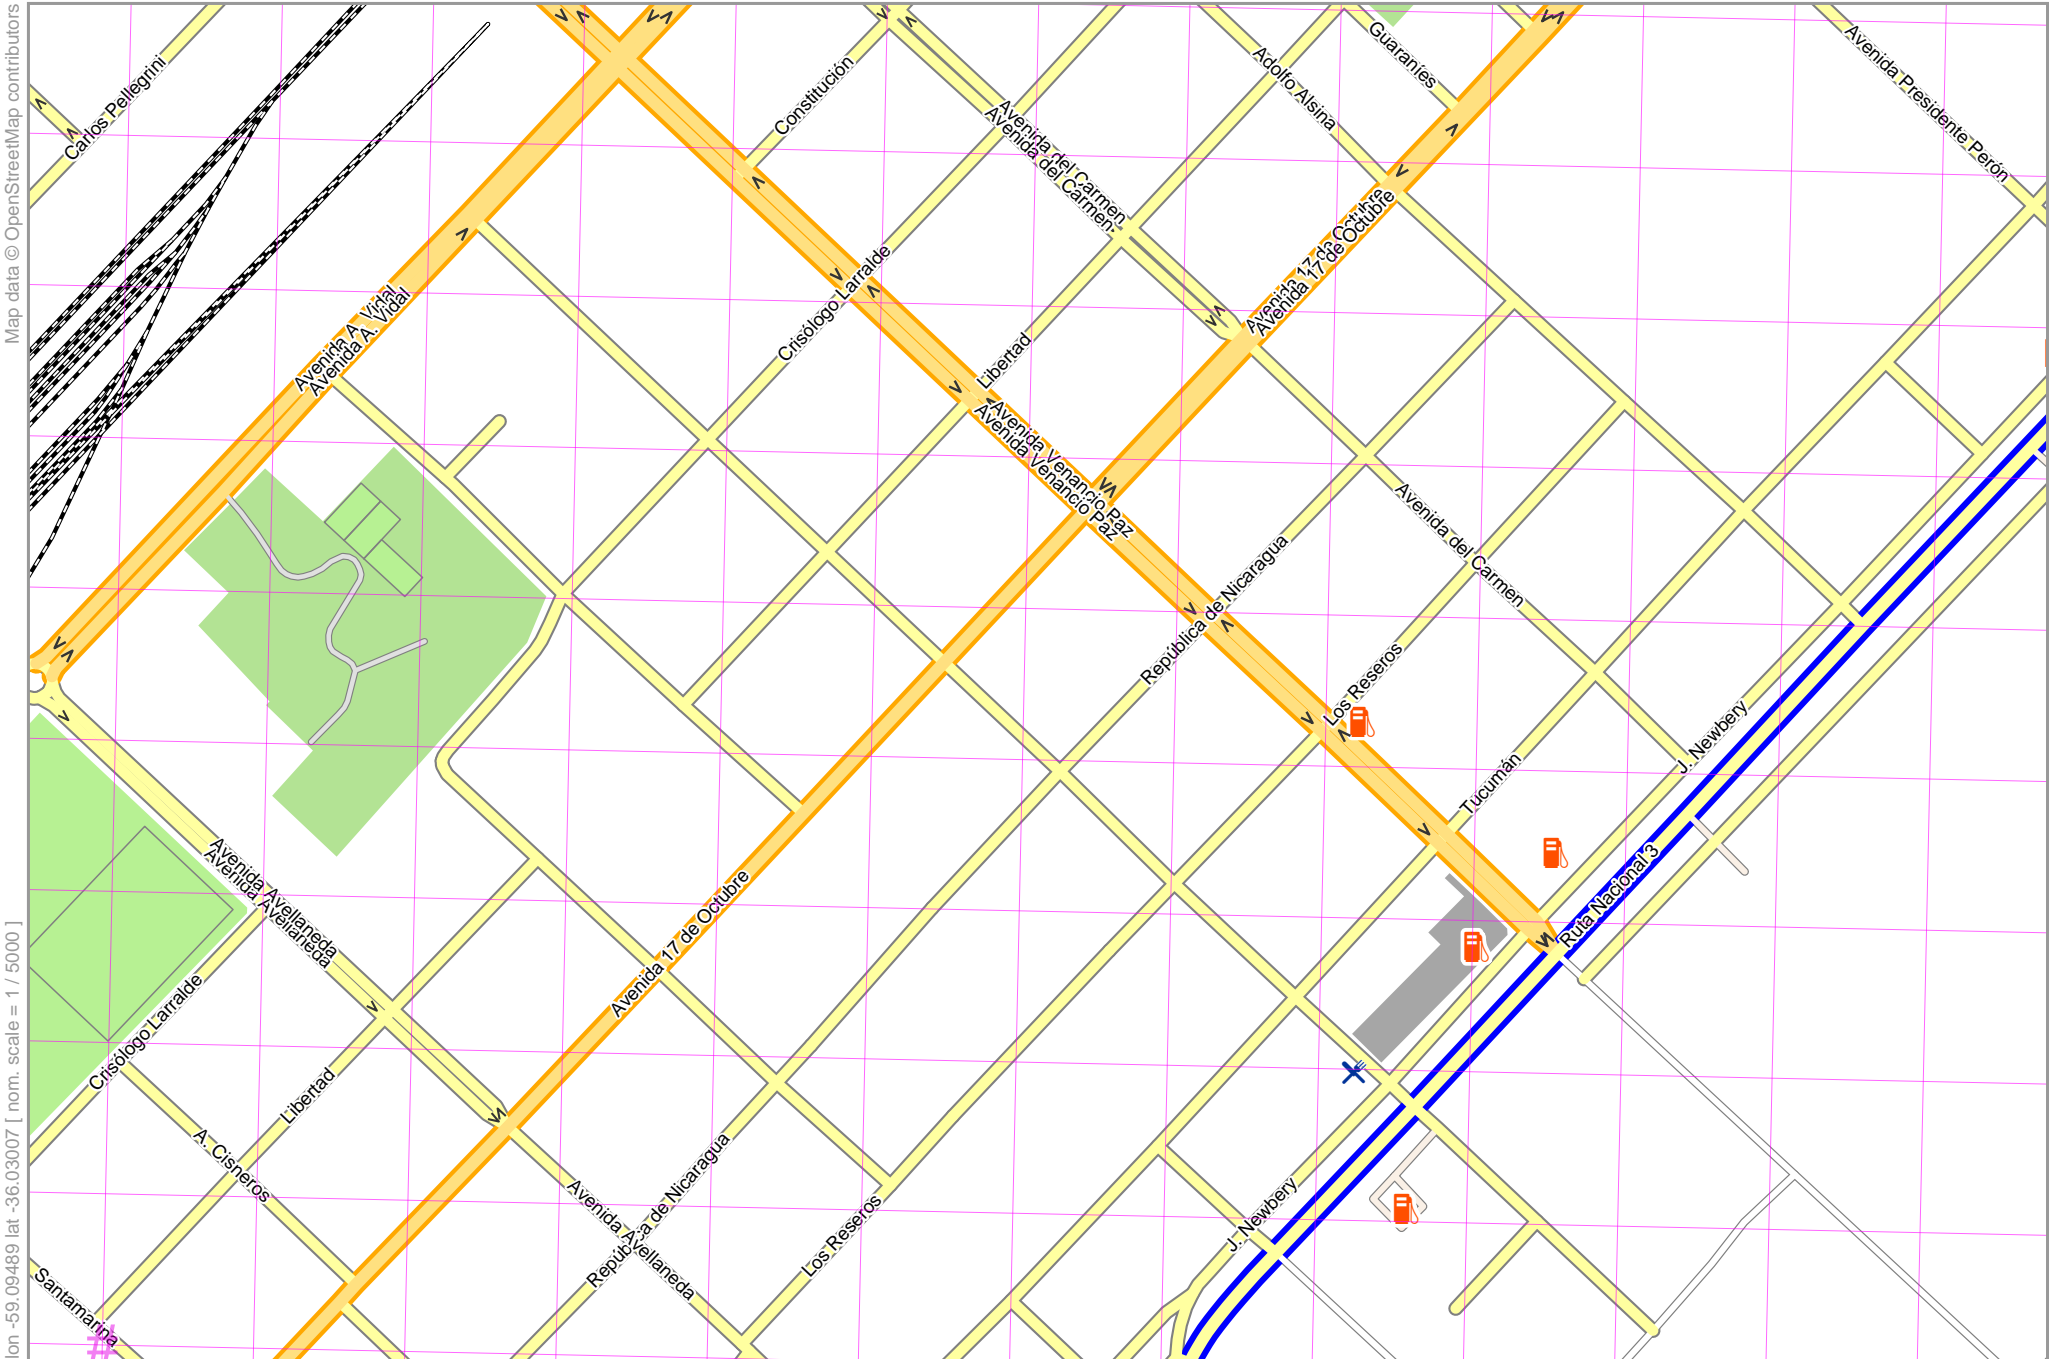 Map data © OpenStreetMap contributors
lon -59.09489 lat -36.03007 [ nom. scale = 1 / 5000 ]
Carlos Pellegrini
Constitución
Avenida del Carmen
Avenida del Carmen
Adolfo Alsina
Guaraníes
Avenida Presidente Perón
Avenida A. Vidal
Avenida A. Vidal
Crisólogo Larralde
Libertad
Avenida 17 de Octubre
Avenida 17 de Octubre
Avenida Venancio Paz
Avenida Venancio Paz
Avenida del Carmen
República de Nicaragua
Los Reseros
J. Newbery
Tucumán
Ruta Nacional 3
Avenida Avellaneda
Avenida Avellaneda
Avenida 17 de Octubre
Crisólogo Larralde
Libertad
A. Cisneros
República de Nicaragua
Avenida Avellaneda
Los Reseros
J. Newbery
Santamarina
#